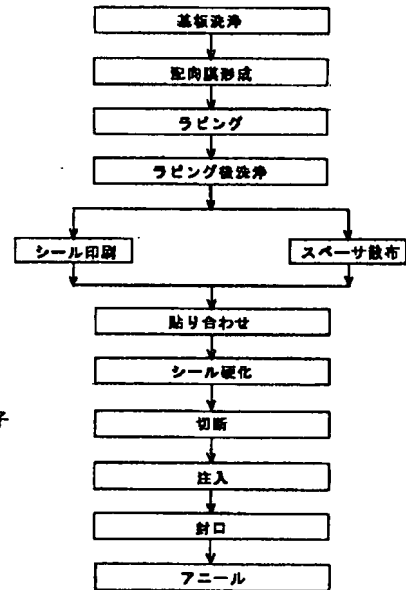 基板洗浄
配向膜形成
ラビング
ラビング後洗浄
シール印刷
スペーサ散布
貼り合わせ
シール硬化
子
切断
注入
封口
アニール